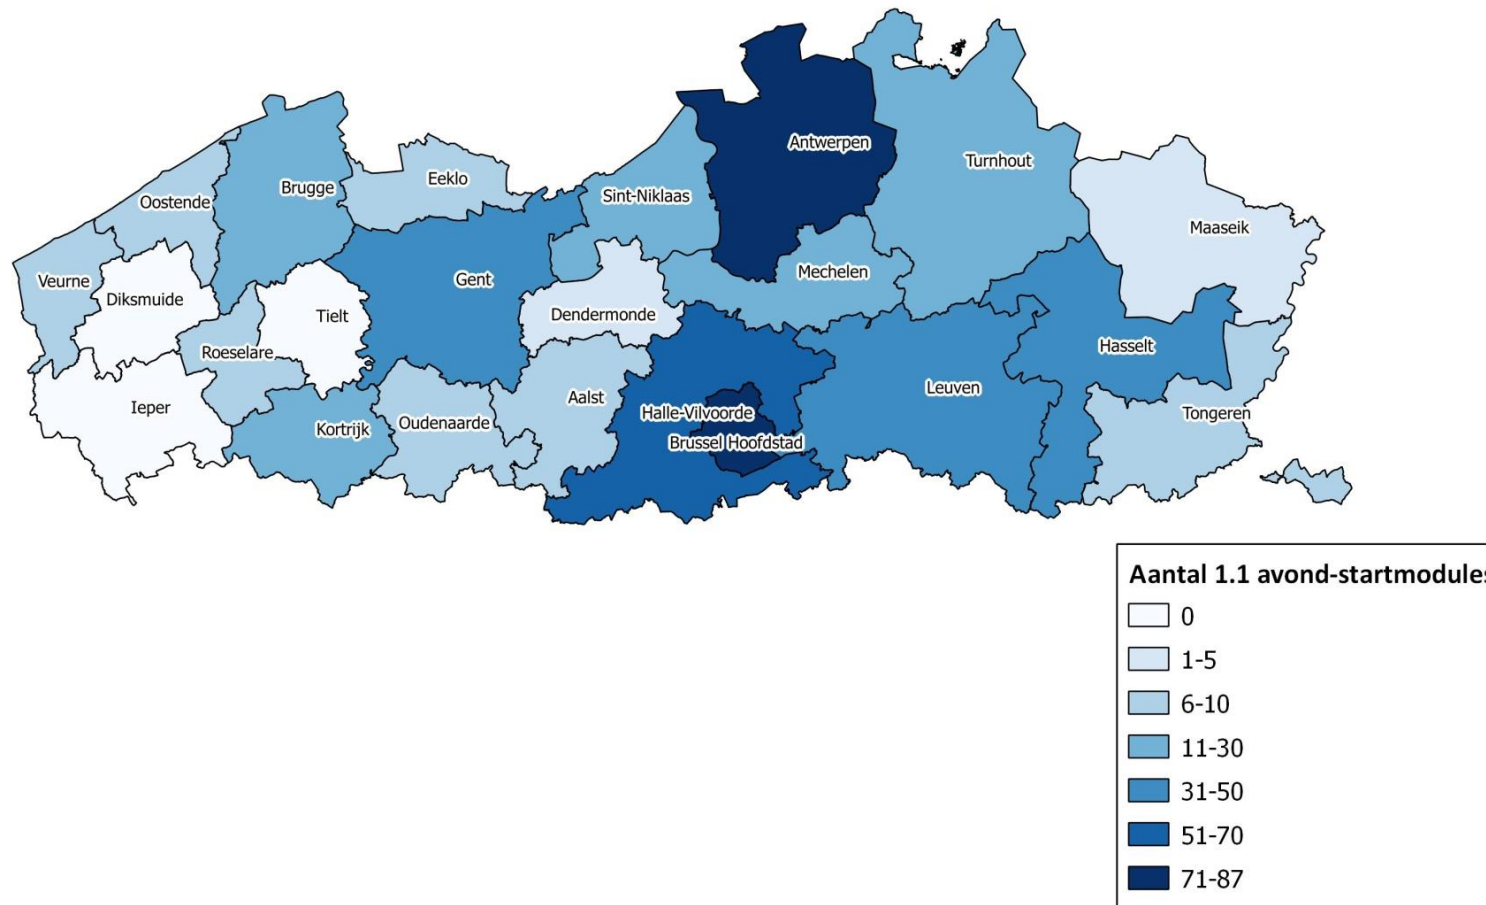 Antwerpen
Turnhout
Eeklo
Brugge
Sint-Niklaas
Oostende
Maaseik
Mechelen
Gent
Veurne
Diksmuide
Tielt
Dendermonde
Hasselt
Roeselare
Leuven
Aalst
Ieper
Halle-Vilvoorde
Tongeren
Oudenaarde
Kortrijk
Brussel Hoofdstad
Aantal 1.1 avond-startmodules
0
1-5
6-10
11-30
31-50
51-70
71-87